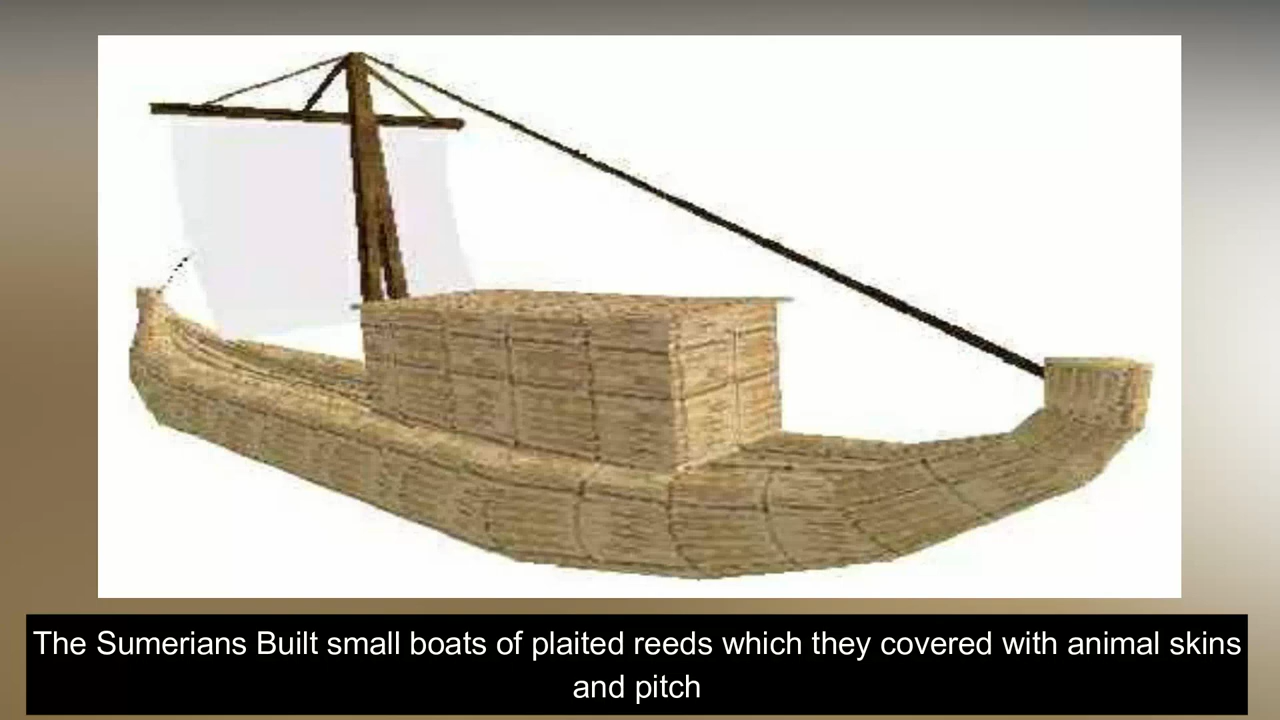 The Sumerians Built small boats of plaited reeds which they covered with animal skins
and pitch